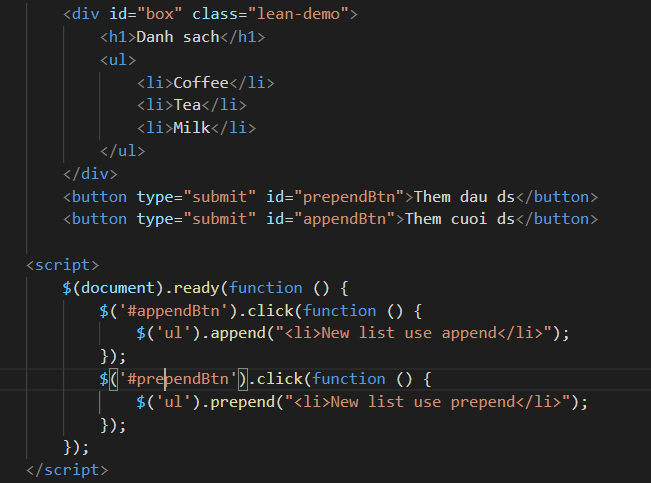 <div id="box" class="lean-demo">
<h1>Danh sach</h1>
<ul>
<li>Coffee</li>
<li>Tea</li>
<li>Milk</li>
</ul>
</div>
<button type="submit" id="prependBtn">Them dau ds</button>
<button type="submit" id="appendBtn">Them cuoi ds</button>
<script>
$(document).ready(function () {
$('#appendBtn').click(function () {
$('ul').append("<li>New list use append</li>");
});
$('#prependBtn').click(function () {
$('ul').prepend("<li>New list use prepend</li>");
});
});
</script>